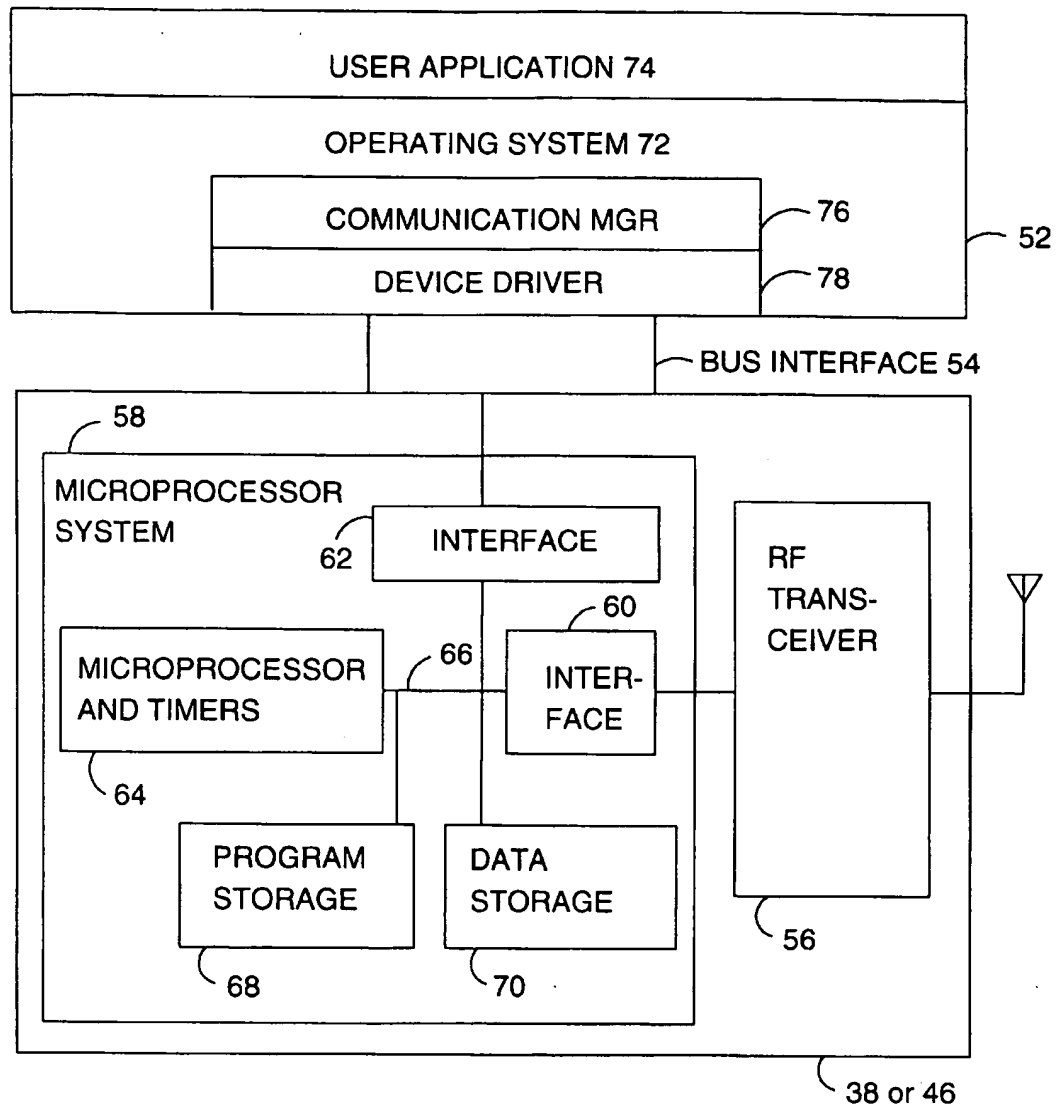 USER APPLICATION 74
OPERATING SYSTEM 72
COMMUNICATION MGR
76
DEVICE DRIVER
78
52
BUS INTERFACE 54
58
MICROPROCESSOR
SYSTEM
62
INTERFACE
RF
TRANS-
CEIVER
60
66
MICROPROCESSOR
AND TIMERS
INTER-
FACE
64
PROGRAM
STORAGE
DATA
STORAGE
56
68
70
38 or 46